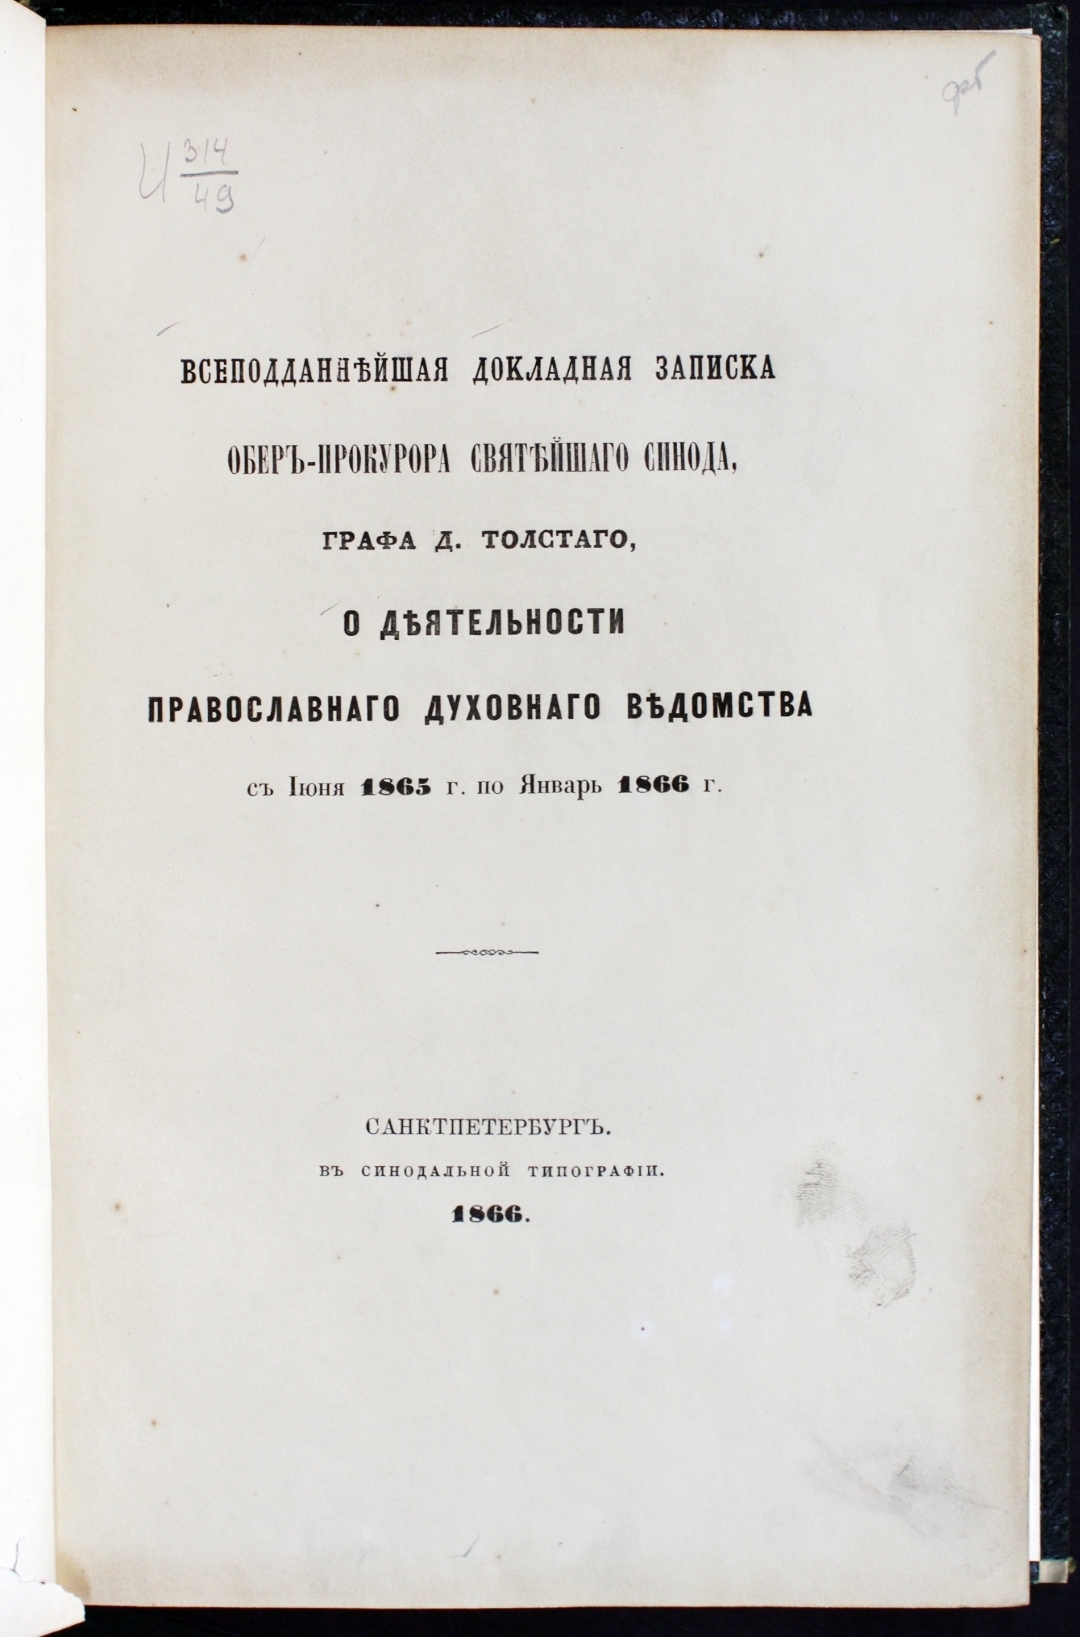 И 314
49
ВСЕПОДДАННѢЙШАЯ ДОКЛАДНАЯ ЗАПИСКА
ОБЕРЪ-ПРОКУРОРА СВЯТѢЙШАГО СИНОДА,
ГРАФА Д. ТОЛСТАГО,
О ДѢЯТЕЛЬНОСТИ
ПРАВОСЛАВНАГО ДУХОВНАГО ВѢДОМСТВА
съ Іюня 1865 г. по Январь 1866 г.
САНКТПЕТЕРБУРГЪ.
ВЪ СИНОДАЛЬНОЙ ТИПОГРАФІИ.
1866.